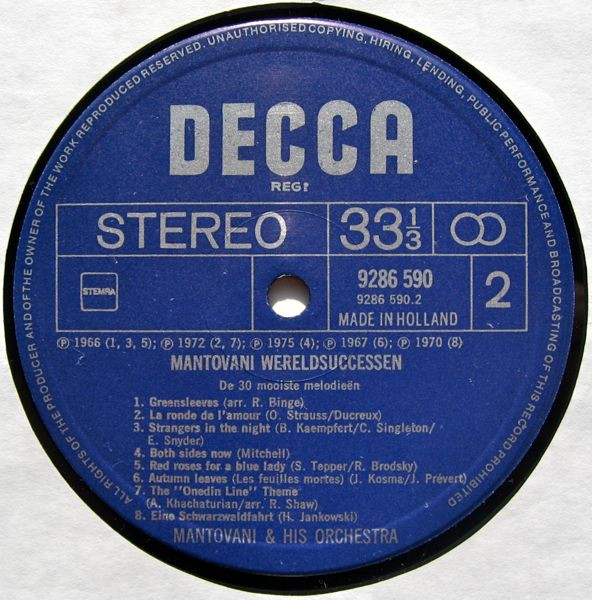 ALL RIGHTS OF THE PRODUCER AND OF THE OWNER OF THE WORK REPRODUCED RESERVED. UNAUTHORISED COPYING, HIRING, LENDING, PUBLIC PERFORMANCE AND BROADCASTING OF THIS RECORD PROHIBITED
DECCA
REG!
STEREO
33 1/3
STEMRA
9286 590
9286 590.2
MADE IN HOLLAND
2
Ⓟ 1966 (1, 3, 5); Ⓟ 1972 (2, 7); Ⓟ 1975 (4); Ⓟ 1967 (6); Ⓟ 1970 (8)
MANTOVANI WERELDSUCCESSEN
De 30 mooiste melodieën
1. Greensleeves (arr. R. Binge)
2. La ronde de l'amour (O. Strauss/Ducreux)
3. Strangers in the night (B. Kaempfert/C. Singleton/
E. Snyder)
4. Both sides now (Mitchell)
5. Red roses for a blue lady (S. Tepper/R. Brodsky)
6. Autumn leaves (Les feuilles mortes) (J. Kosma/J. Prévert)
7. The "Onedin Line" Theme
(A. Khachaturian/arr. R. Shaw)
8. Eine Schwarzwaldfahrt (H. Jankowski)
MANTOVANI & HIS ORCHESTRA